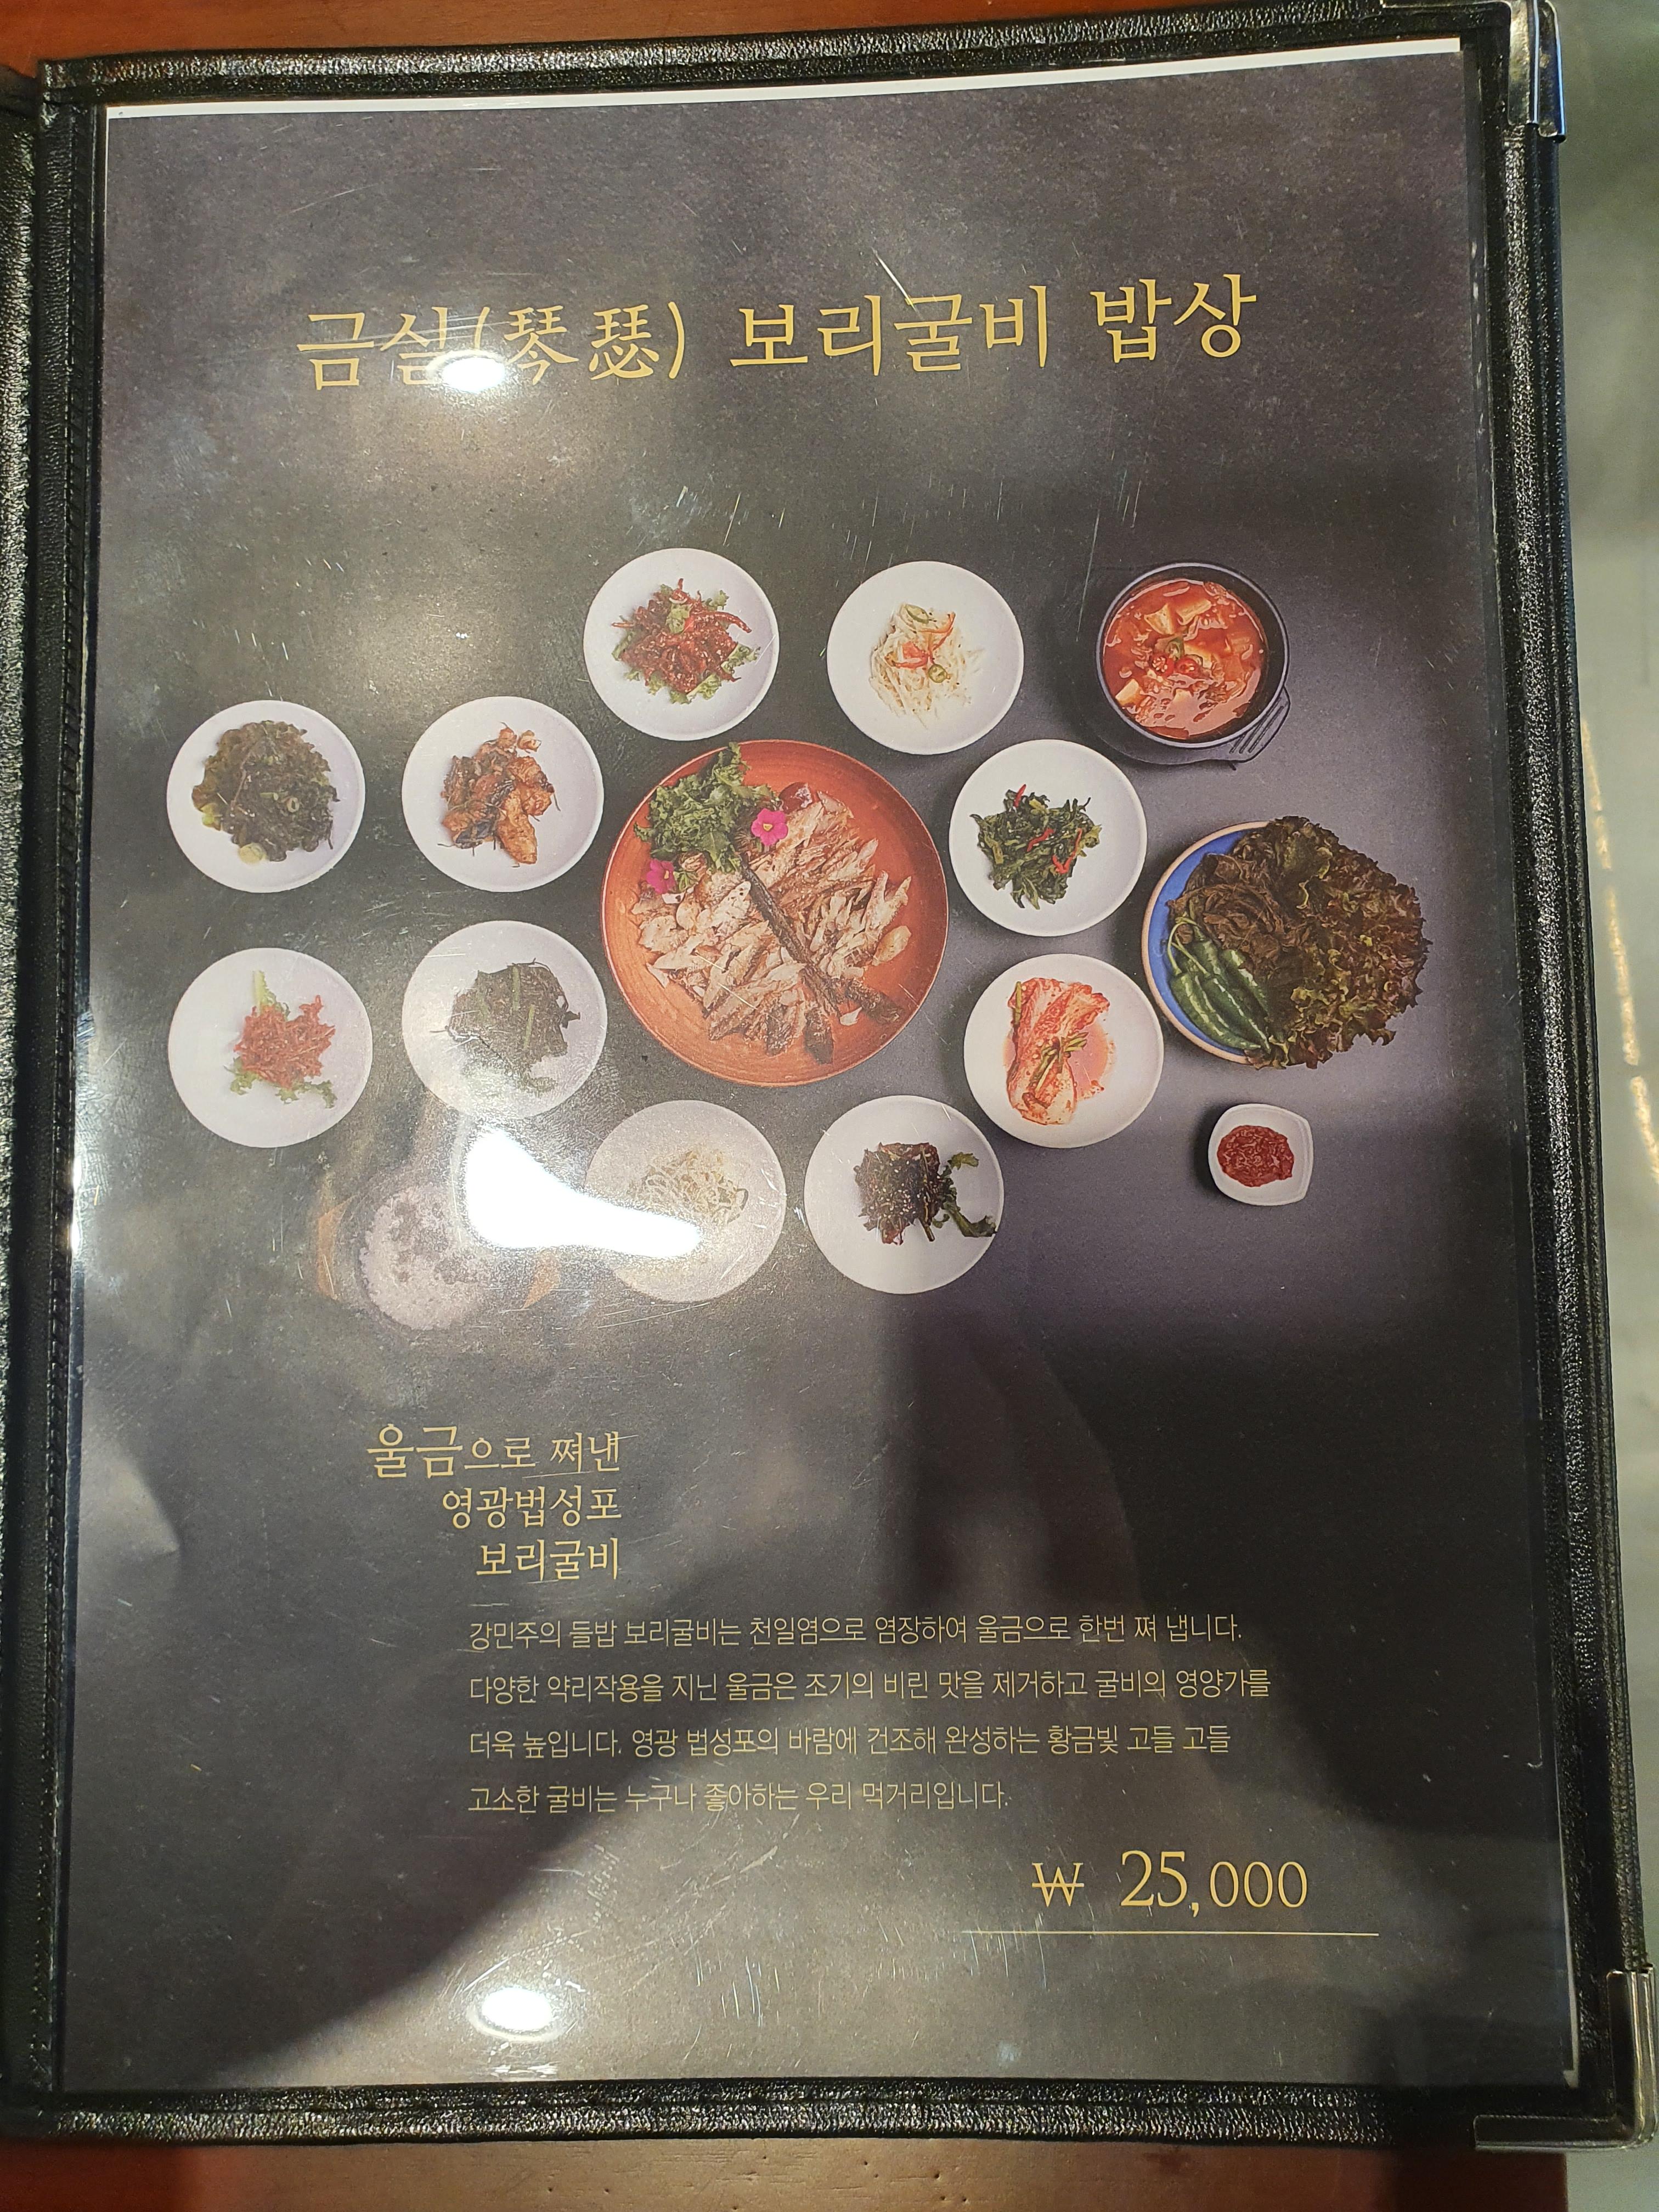 금실(琴瑟) 보리굴비 밥상
울금으로 쪄낸
영광법성포
보리굴비
강민주의 들밥 보리굴비는 천일염으로 염장하여 울금으로 한번 쪄 냅니다.
다양한 약리작용을 지닌 울금은 조기의 비린 맛을 제거하고 굴비의 영양가를
더욱 높입니다. 영광 법성포의 바람에 건조해 완성하는 황금빛 고들 고들
고소한 굴비는 누구나 좋아하는 우리 먹거리입니다.
₩ 25,000